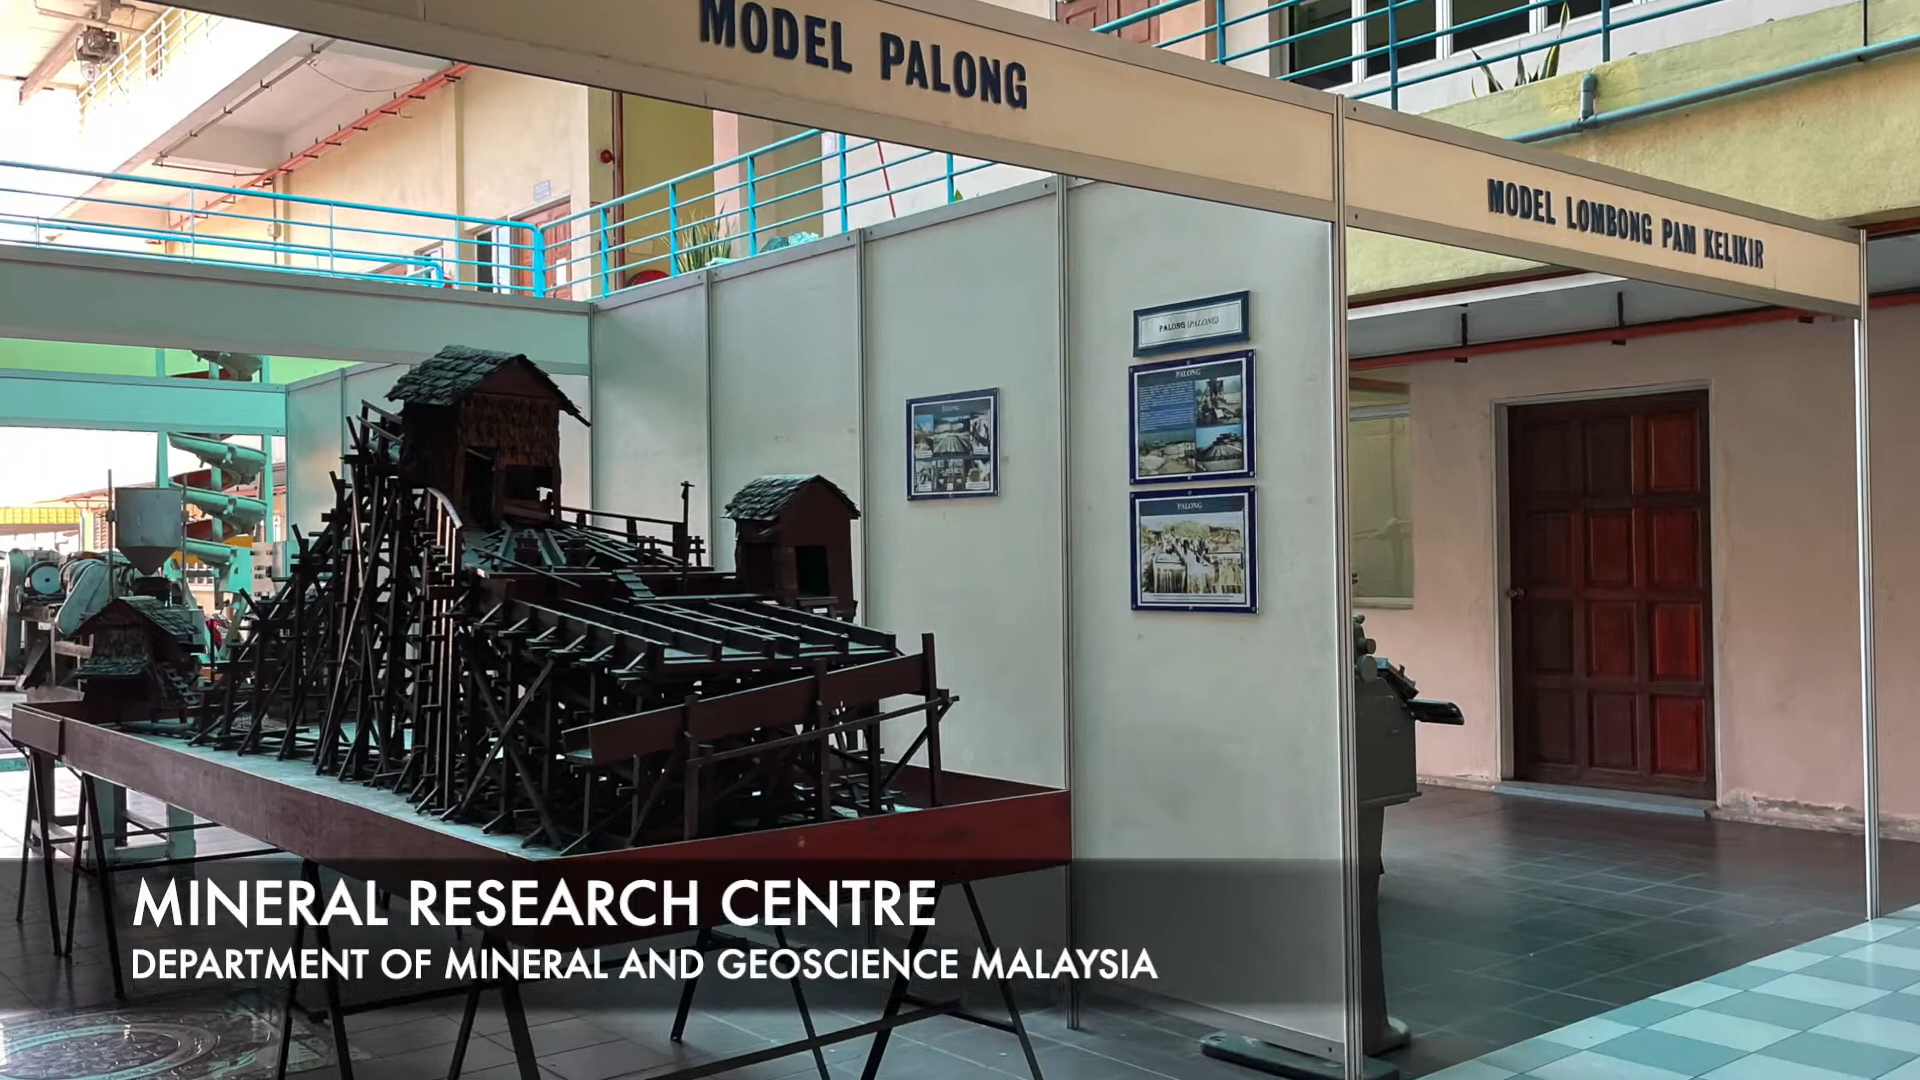 MODEL PALONG
MODEL LOMBONG PAM KELIKIR
PALONG (PALONG)
PALONG
PALONG
PALONG
MINERAL RESEARCH CENTRE
DEPARTMENT OF MINERAL AND GEOSCIENCE MALAYSIA